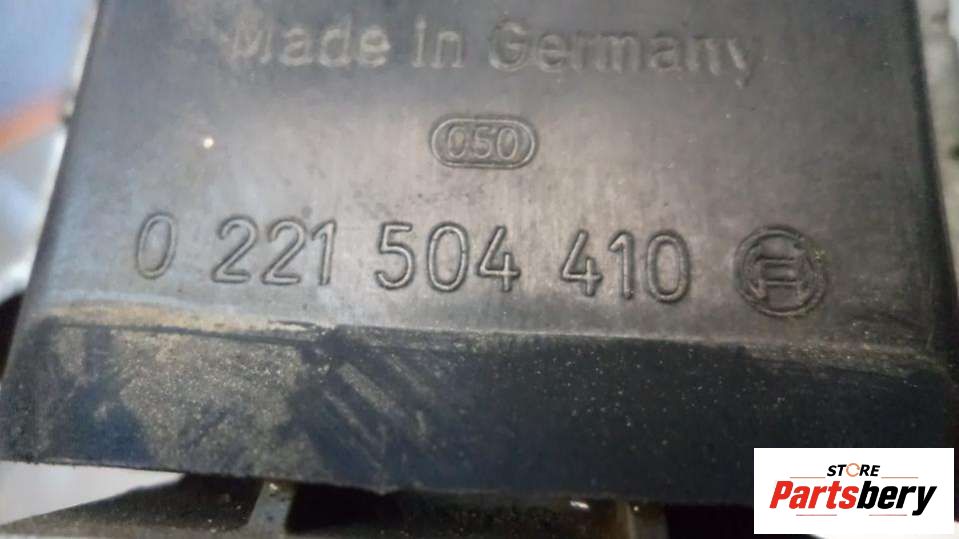 Made in Germany
050
0 221 504 410
STORE
Partsbery